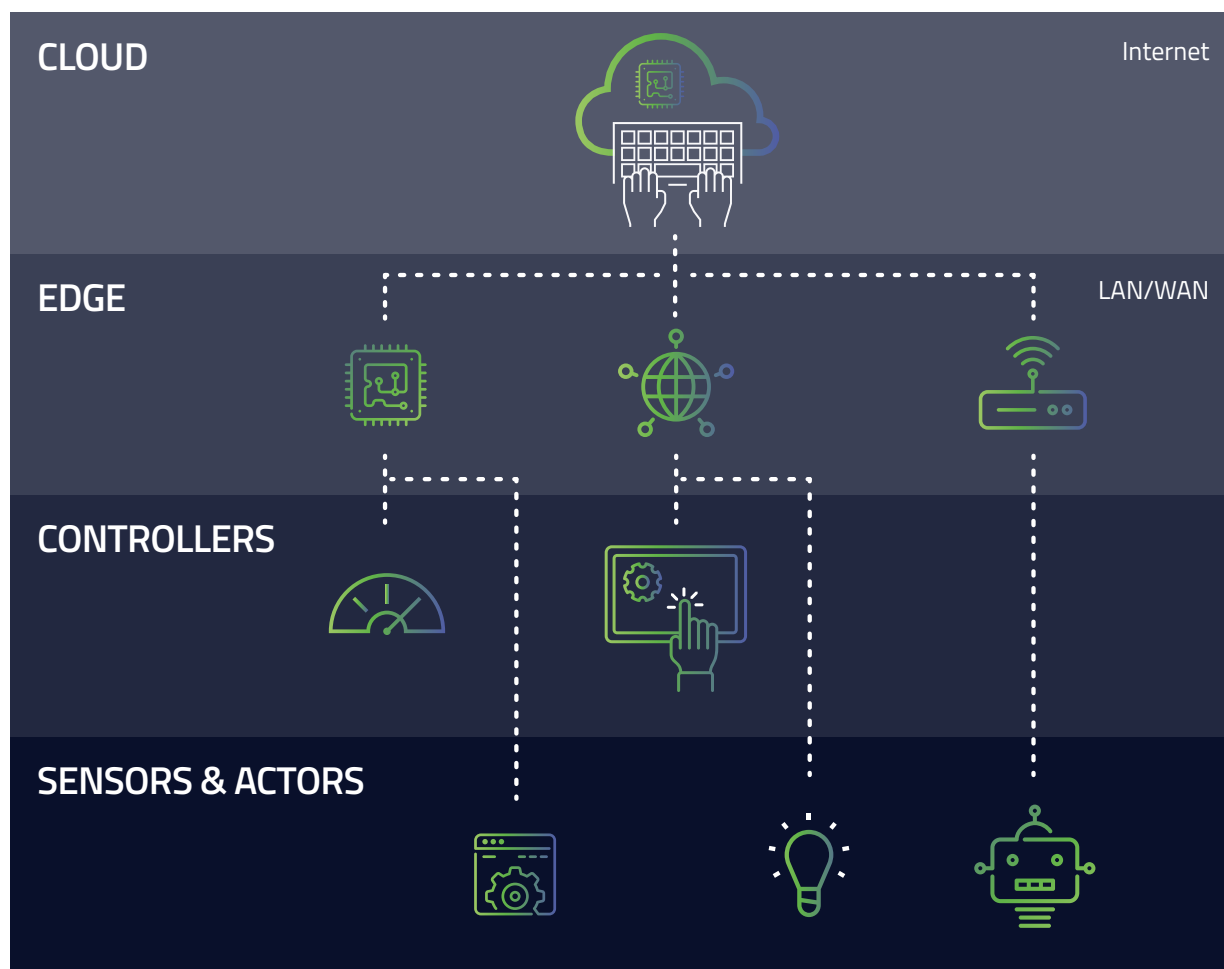 CLOUD
Internet
EDGE
LAN/WAN
CONTROLLERS
SENSORS & ACTORS